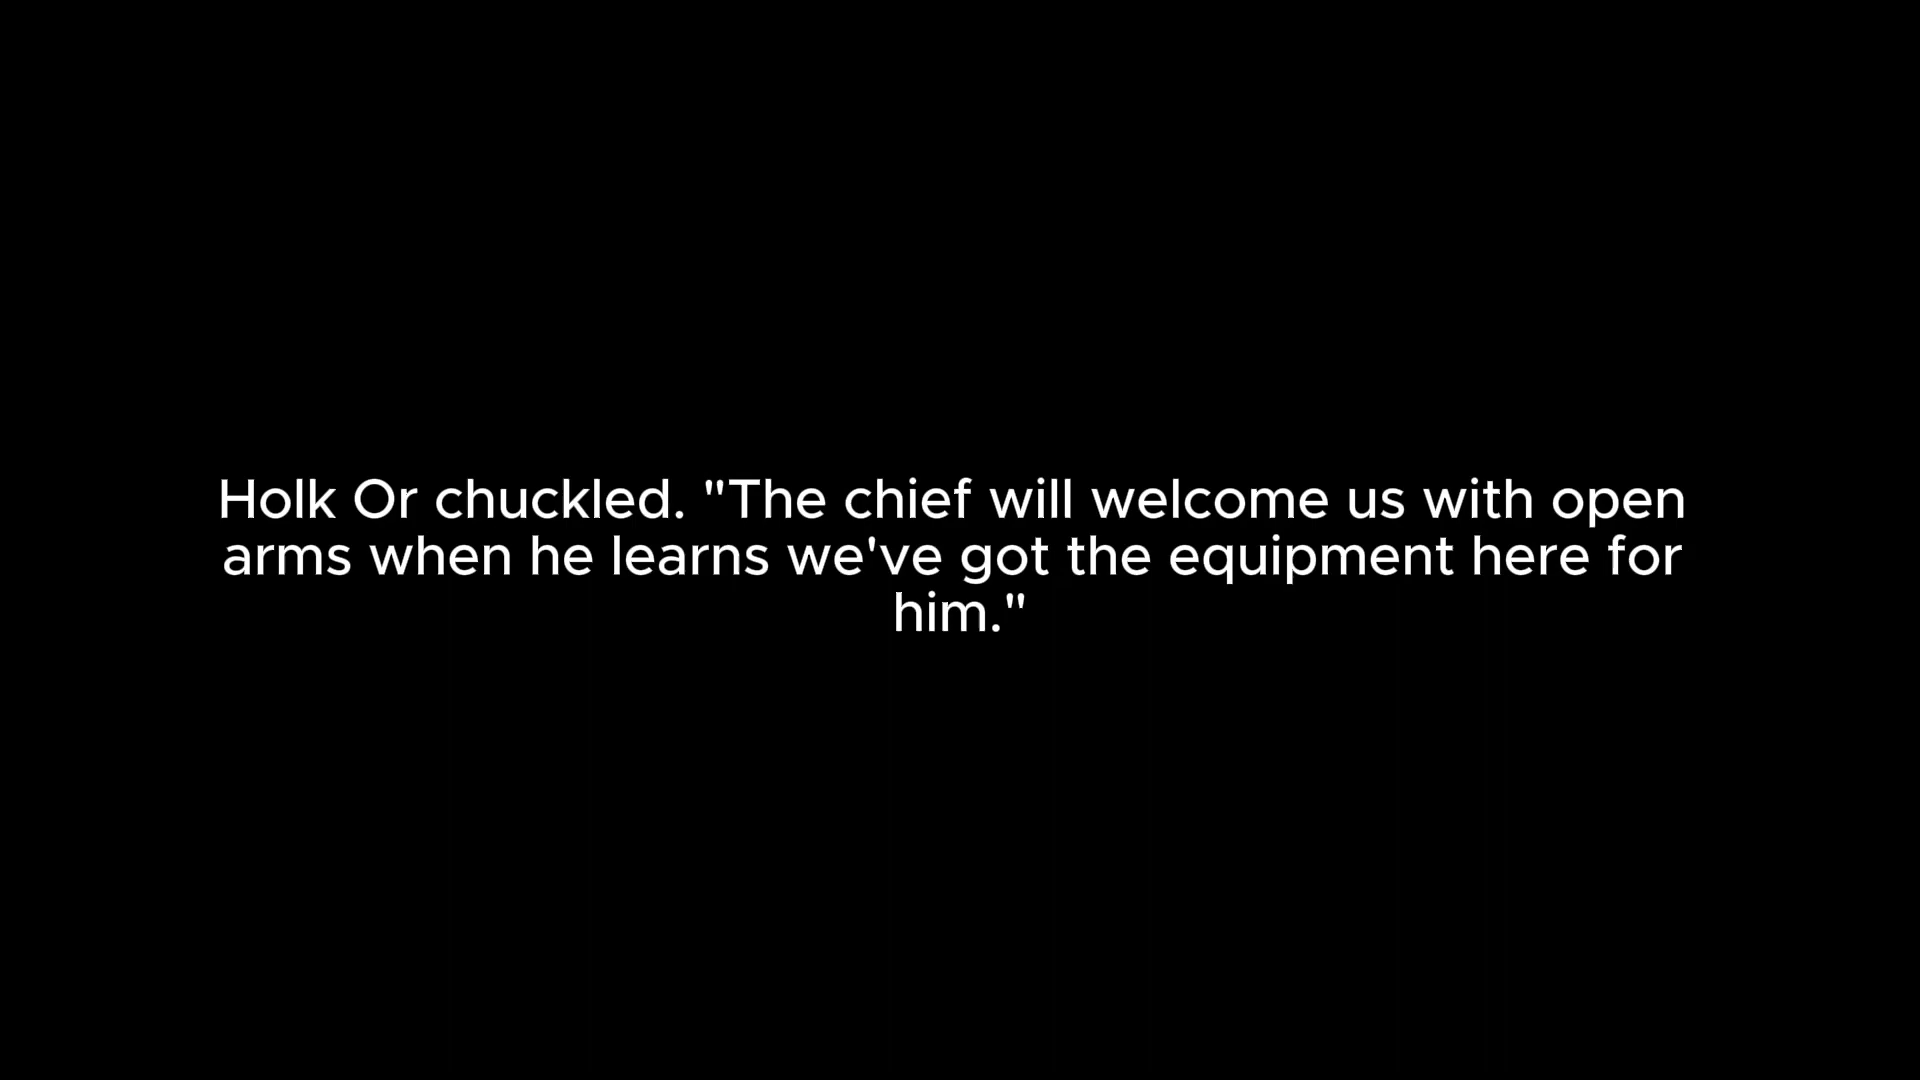 Holk Or chuckled. "The chief will welcome us with open
arms when he learns we've got the equipment here for
him."